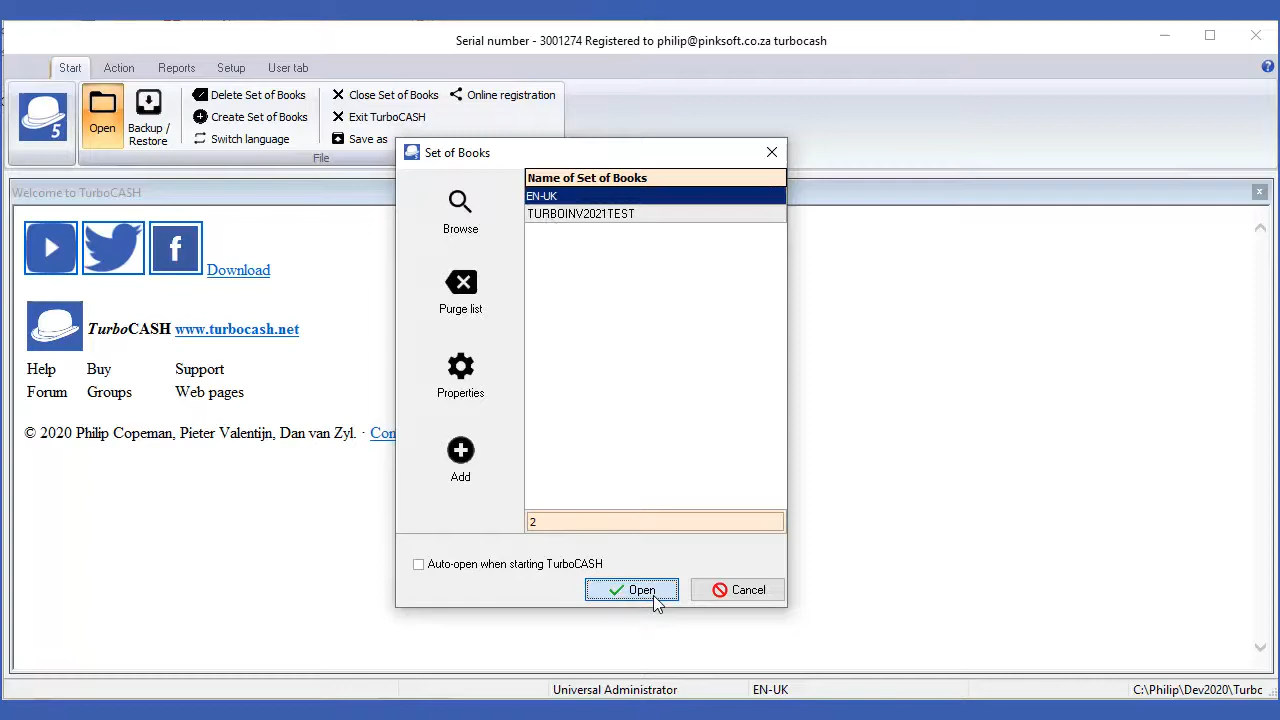 Serial number - 3001274 Registered to philip@pinksoft.co.za turbocash
Start Action Reports Setup User tab
5
Open
Backup /
Restore
Delete Set of Books
Create Set of Books
Switch language
Close Set of Books
Exit TurboCASH
Save as
Online registration
File
Welcome to TurboCASH
Download
TurboCASH www.turbocash.net
Help Buy Support
Forum Groups Web pages
© 2020 Philip Copeman, Pieter Valentijn, Dan van Zyl. ·
Set of Books
Browse
Purge list
Properties
Add
Name of Set of Books
EN-UK
TURBOINV2021TEST
2
Auto-open when starting TurboCASH
Open Cancel
Universal Administrator EN-UK C:\Philip\Dev2020\Turbc